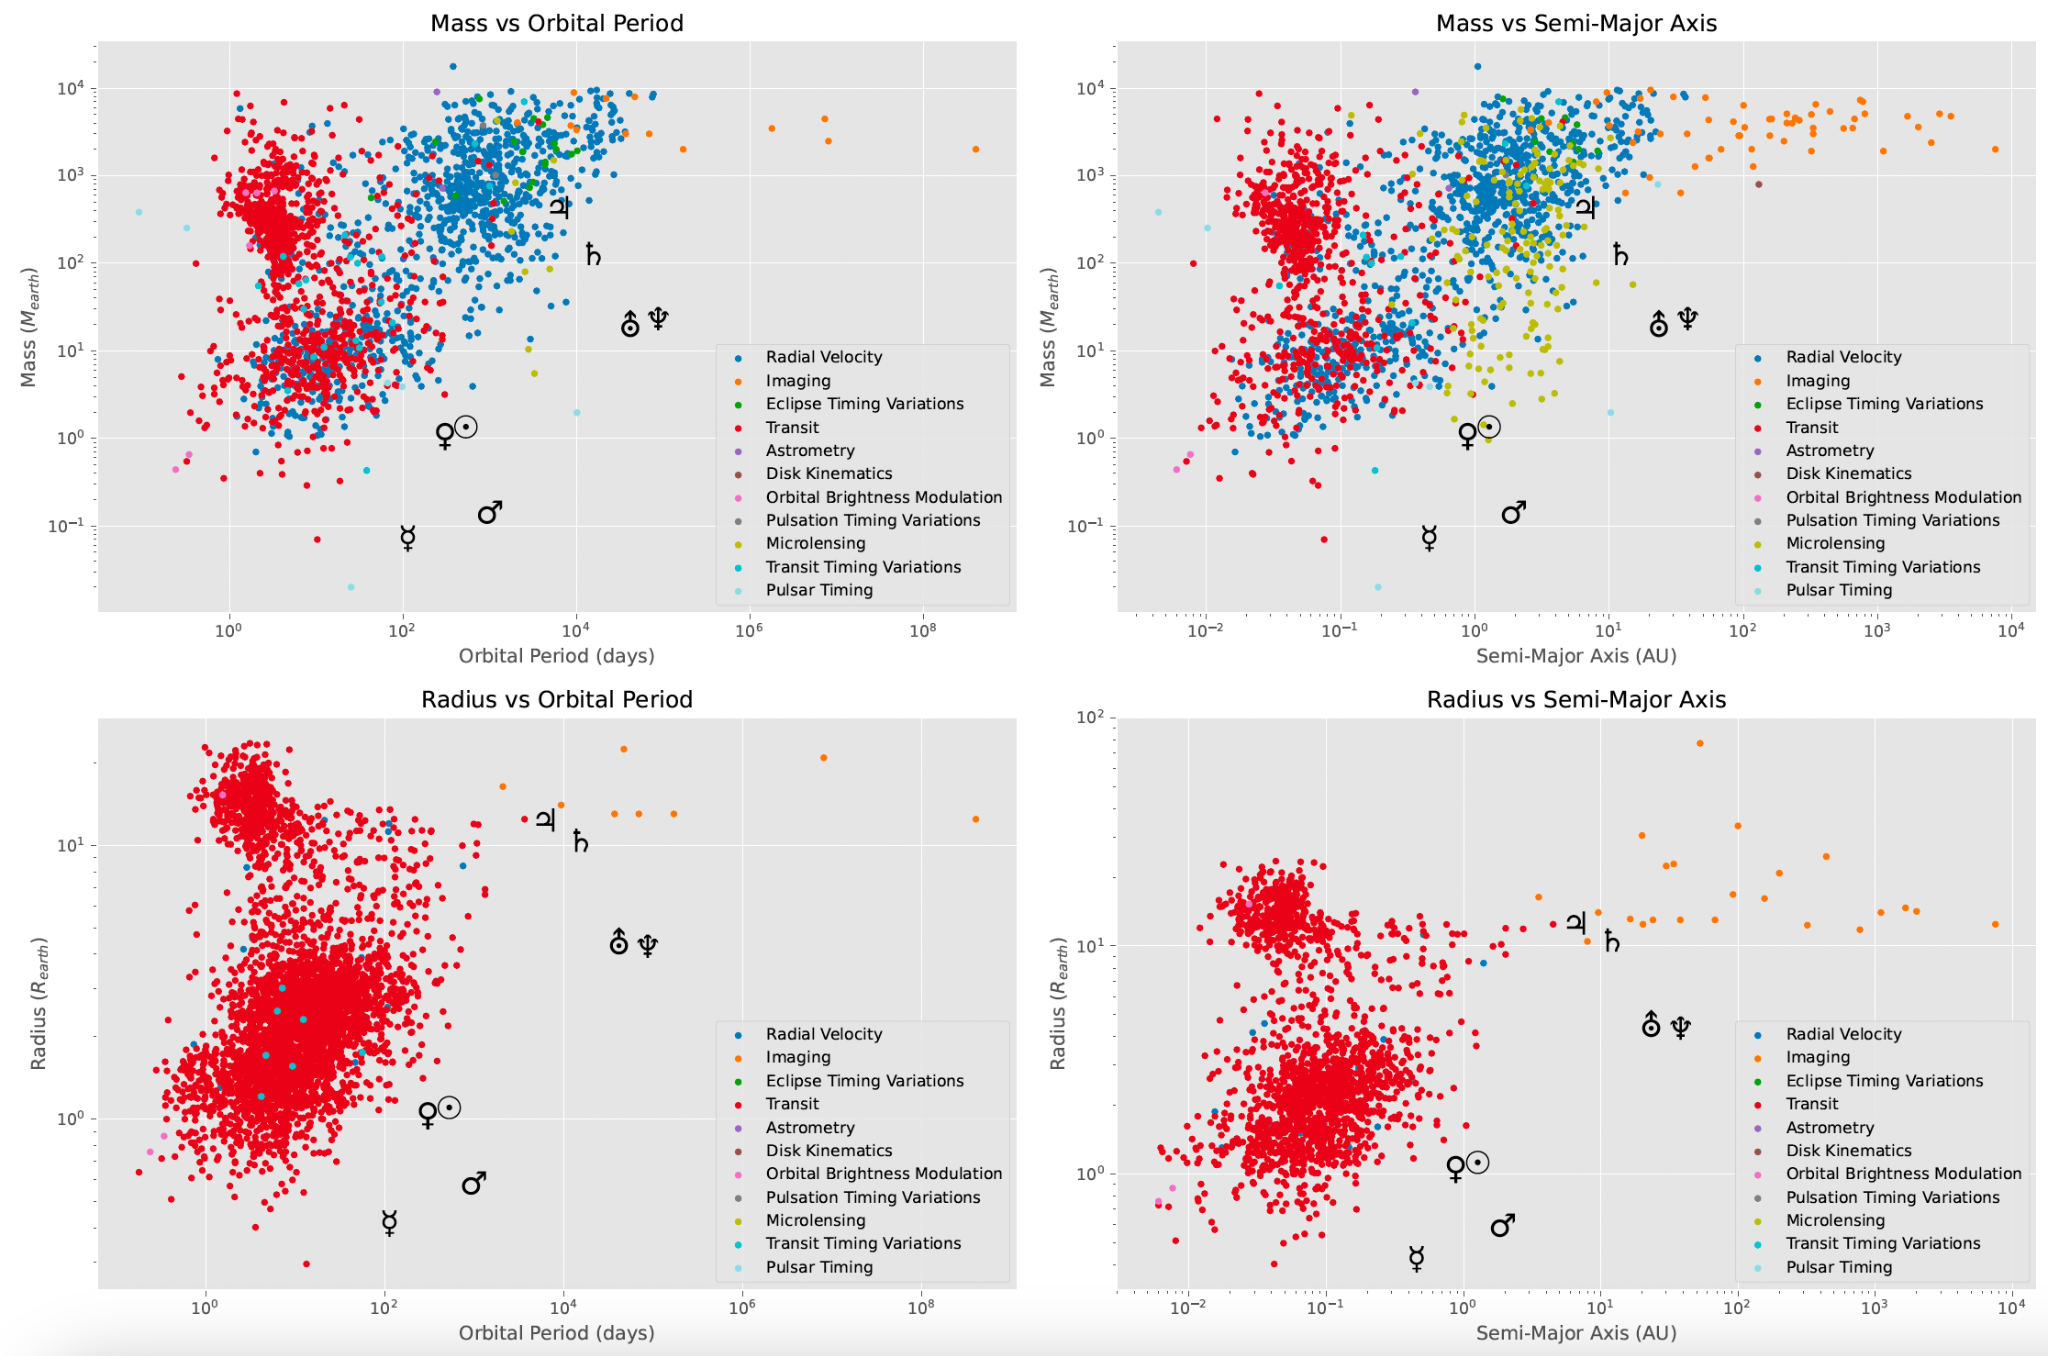 Mass vs Orbital Period
10⁴
10³
10²
10¹
10⁰
10⁻¹
Mass (M_earth)
♃
♄
⛢ ♆
♀☉
♂
☿
Radial Velocity
Imaging
Eclipse Timing Variations
Transit
Astrometry
Disk Kinematics
Orbital Brightness Modulation
Pulsation Timing Variations
Microlensing
Transit Timing Variations
Pulsar Timing
10⁰ 10² 10⁴ 10⁶ 10⁸
Orbital Period (days)
Mass vs Semi-Major Axis
10⁴
10³
10²
10¹
10⁰
10⁻¹
Mass (M_earth)
♃
♄
⛢ ♆
♀☉
♂
☿
Radial Velocity
Imaging
Eclipse Timing Variations
Transit
Astrometry
Disk Kinematics
Orbital Brightness Modulation
Pulsation Timing Variations
Microlensing
Transit Timing Variations
Pulsar Timing
10⁻² 10⁻¹ 10⁰ 10¹ 10² 10³ 10⁴
Semi-Major Axis (AU)
Radius vs Orbital Period
10¹
10⁰
Radius (R_earth)
♃
♄
⛢ ♆
♀☉
♂
☿
Radial Velocity
Imaging
Eclipse Timing Variations
Transit
Astrometry
Disk Kinematics
Orbital Brightness Modulation
Pulsation Timing Variations
Microlensing
Transit Timing Variations
Pulsar Timing
10⁰ 10² 10⁴ 10⁶ 10⁸
Orbital Period (days)
Radius vs Semi-Major Axis
10²
10¹
10⁰
Radius (R_earth)
♃
♄
⛢ ♆
♀☉
♂
☿
Radial Velocity
Imaging
Eclipse Timing Variations
Transit
Astrometry
Disk Kinematics
Orbital Brightness Modulation
Pulsation Timing Variations
Microlensing
Transit Timing Variations
Pulsar Timing
10⁻² 10⁻¹ 10⁰ 10¹ 10² 10³ 10⁴
Semi-Major Axis (AU)